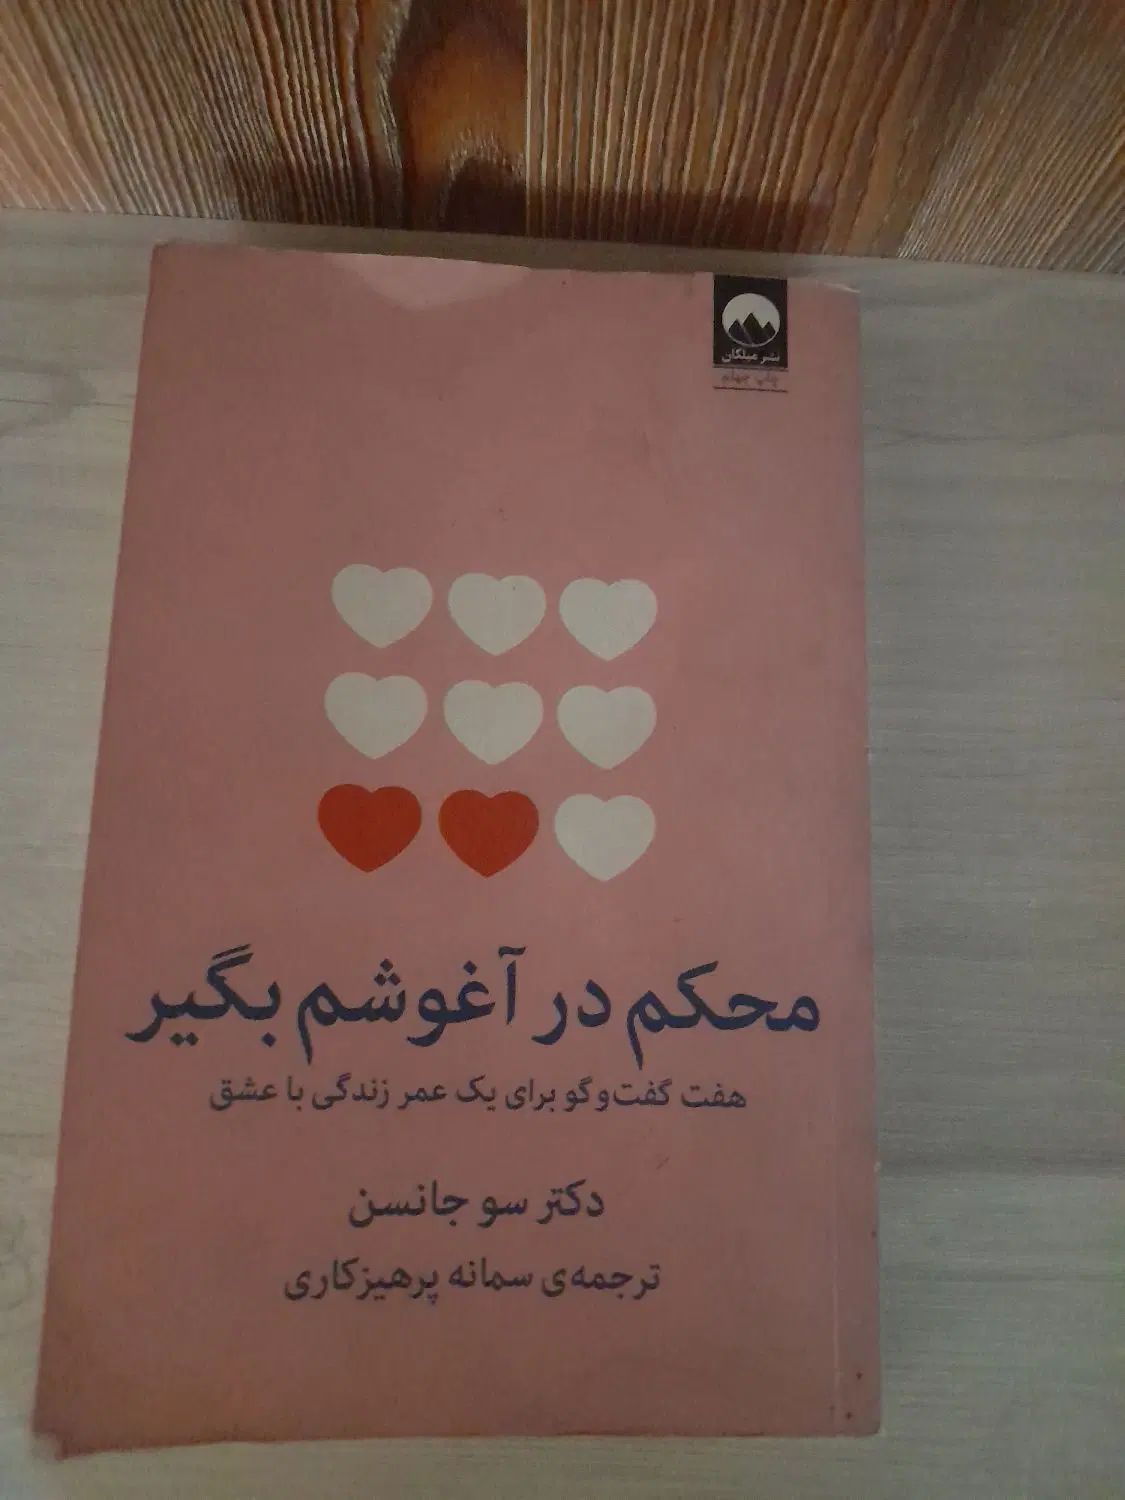 نشر میلکان
چاپ چهلم
محکم در آغوشم بگیر
هفت گفت‌وگو برای یک عمر زندگی با عشق
دکتر سو جانسن
ترجمه‌ی سمانه پرهیزکاری